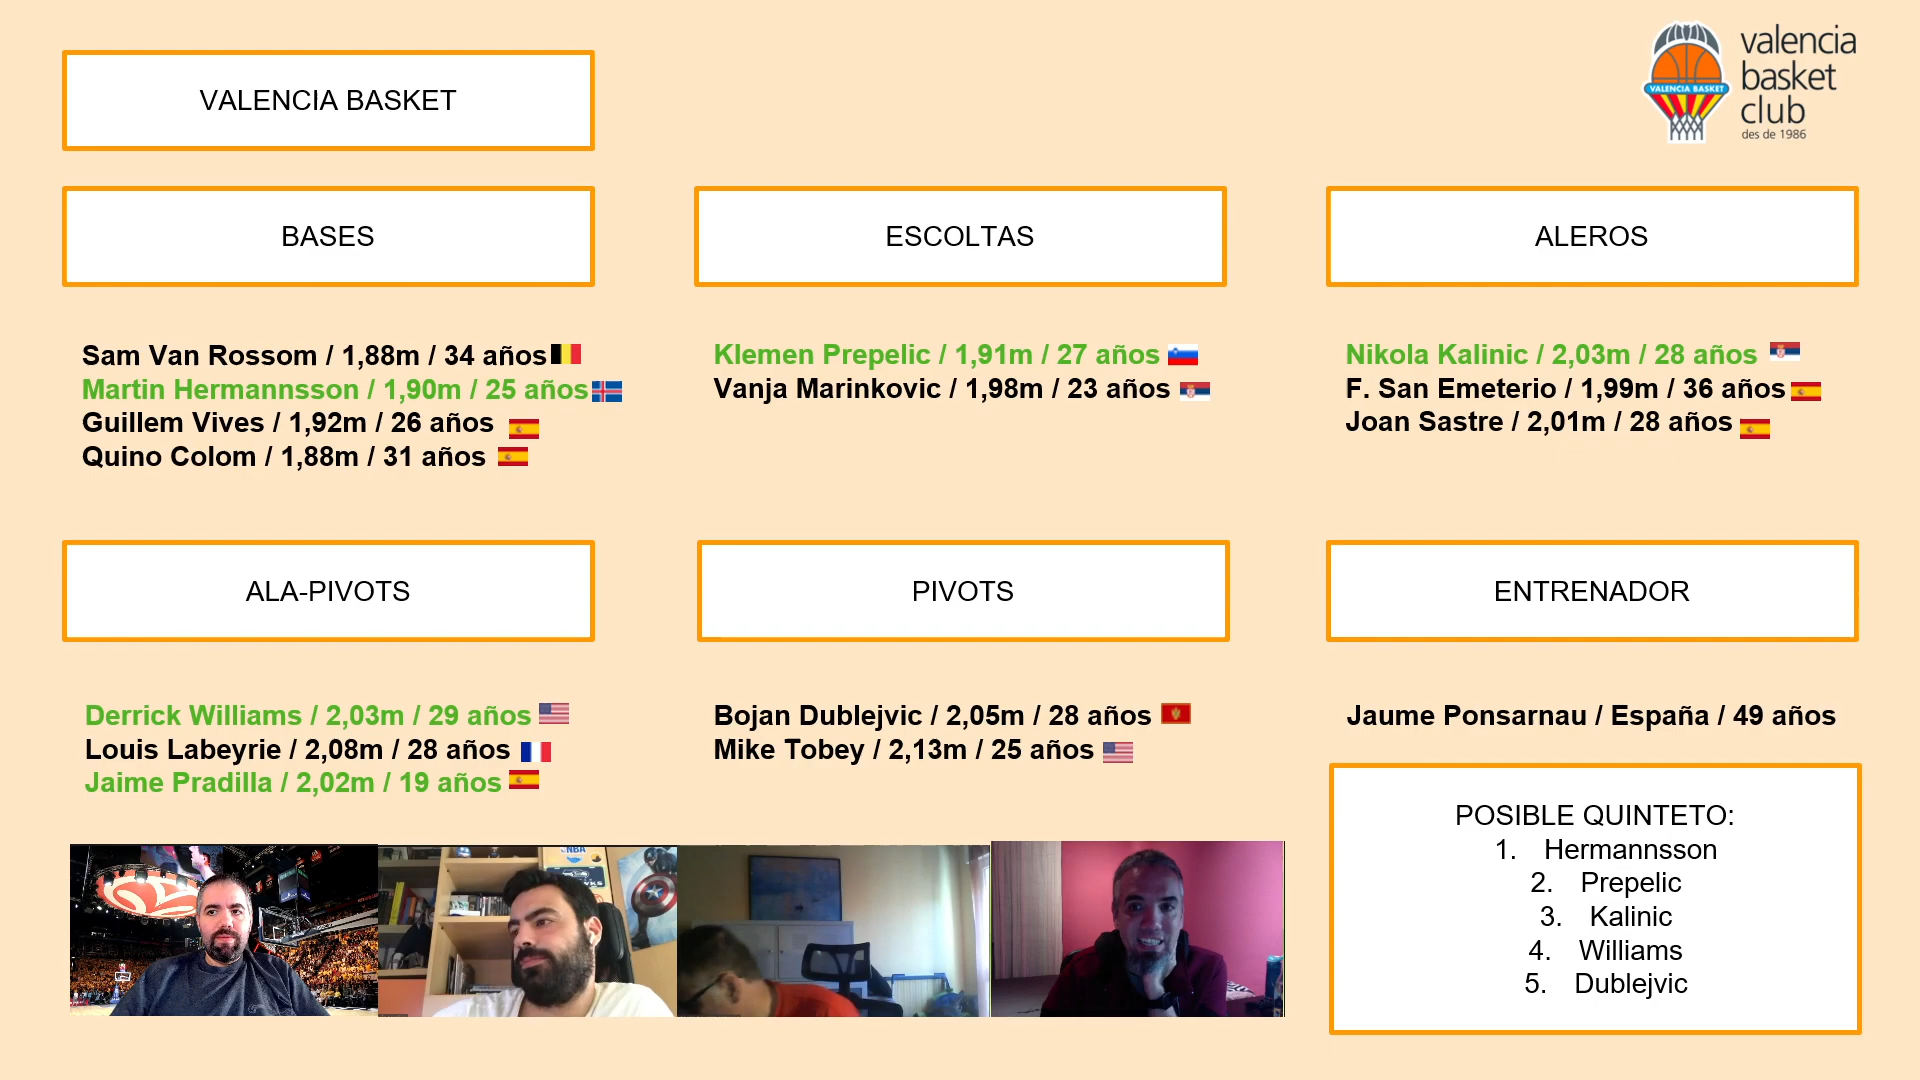 VALENCIA BASKET
VALENCIA BASKET
valencia
basket
club
des de 1986
BASES
ESCOLTAS
ALEROS
Sam Van Rossom / 1,88m / 34 años
Martin Hermannsson / 1,90m / 25 años
Guillem Vives / 1,92m / 26 años
Quino Colom / 1,88m / 31 años
Klemen Prepelic / 1,91m / 27 años
Vanja Marinkovic / 1,98m / 23 años
Nikola Kalinic / 2,03m / 28 años
F. San Emeterio / 1,99m / 36 años
Joan Sastre / 2,01m / 28 años
ALA-PIVOTS
PIVOTS
ENTRENADOR
Derrick Williams / 2,03m / 29 años
Louis Labeyrie / 2,08m / 28 años
Jaime Pradilla / 2,02m / 19 años
Bojan Dublejvic / 2,05m / 28 años
Mike Tobey / 2,13m / 25 años
Jaume Ponsarnau / España / 49 años
POSIBLE QUINTETO:
1. Hermannsson
2. Prepelic
3. Kalinic
4. Williams
5. Dublejvic
NBA